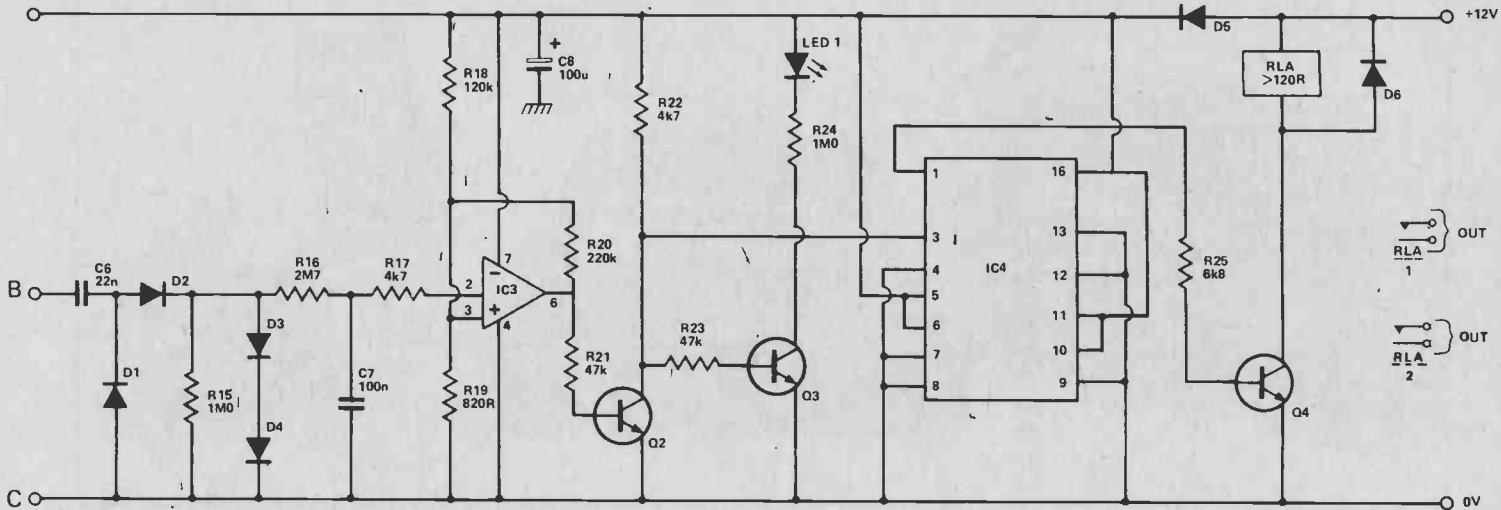 +12V
D5
LED 1
C8
100u
+
R18
120k
R22
4k7
R24
1M0
RLA
>120R
D6
1
16
3
13
4
12
5
11
6
10
7
9
8
IC4
R25
6k8
OUT
RLA
1
OUT
RLA
2
B
C6
22n
D2
R16
2M7
R17
4k7
2
3
7
6
4
−
+
IC3
R20
220k
D3
D1
R15
1M0
C7
100n
R19
820R
R21
47k
R23
47k
D4
Q2
Q3
Q4
C
0V